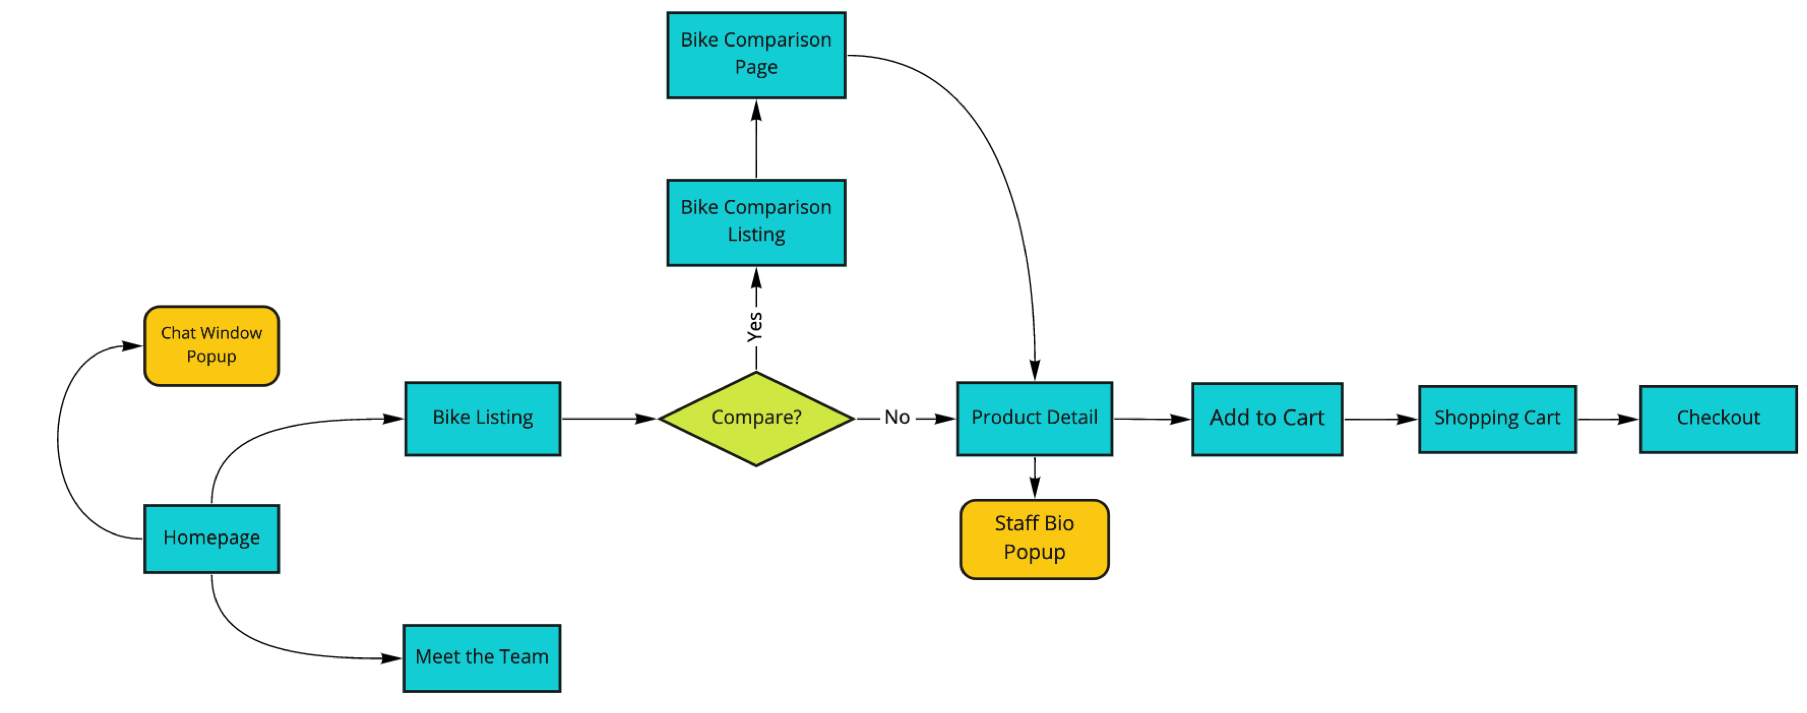 Bike Comparison
Page
Bike Comparison
Listing
Yes
Chat Window
Popup
Bike Listing
Compare?
No
Product Detail
Add to Cart
Shopping Cart
Checkout
Homepage
Staff Bio
Popup
Meet the Team